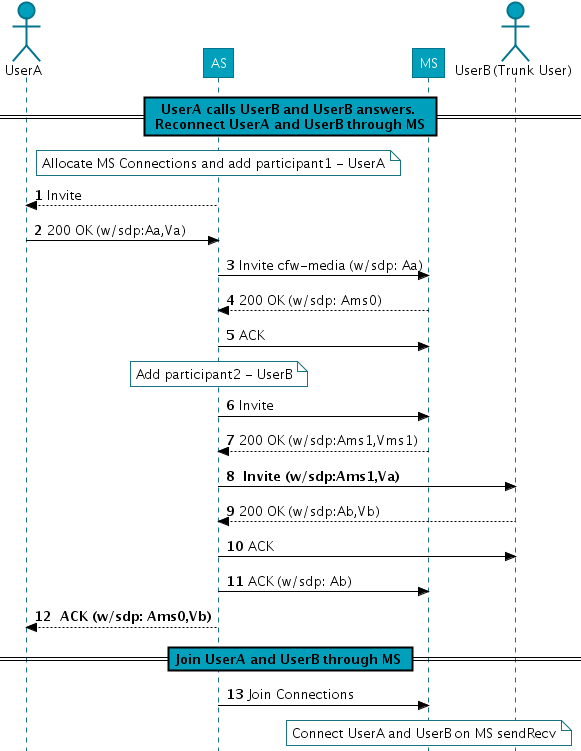 UserA
AS
MS
UserB (Trunk User)
UserA calls UserB and UserB answers.
Reconnect UserA and UserB through MS
Allocate MS Connections and add participant1 - UserA
1 Invite
2 200 OK (w/sdp:Aa,Va)
3 Invite cfw-media (w/sdp: Aa)
4 200 OK (w/sdp: Ams0)
5 ACK
Add participant2 - UserB
6 Invite
7 200 OK (w/sdp:Ams1,Vms1)
8 Invite (w/sdp:Ams1,Va)
9 200 OK (w/sdp:Ab,Vb)
10 ACK
11 ACK (w/sdp: Ab)
12 ACK (w/sdp: Ams0,Vb)
Join UserA and UserB through MS
13 Join Connections
Connect UserA and UserB on MS sendRecv